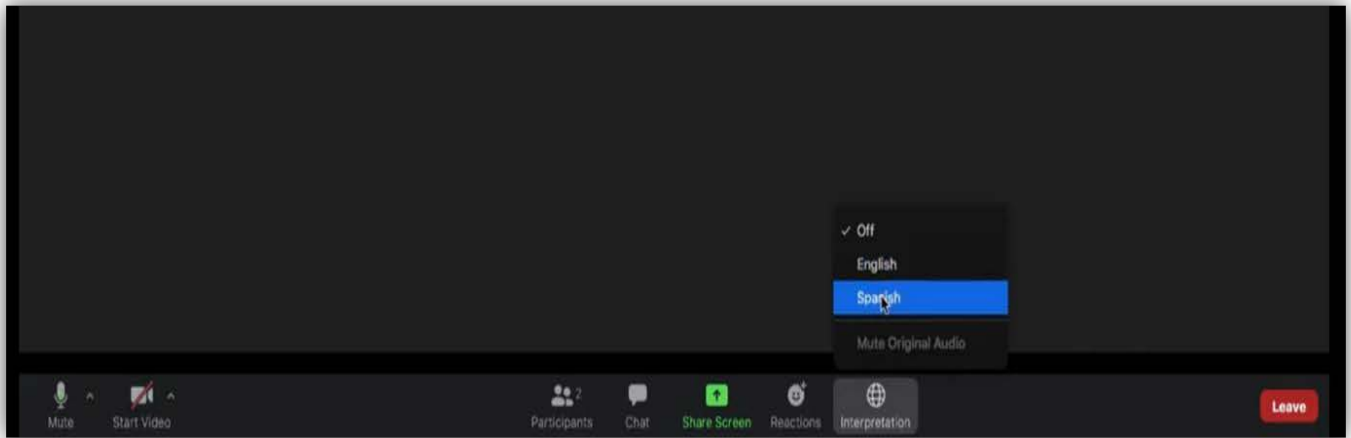 Off
English
Spanish
Mute Original Audio
Mute
Start Video
Participants
2
Chat
Share Screen
Reactions
Interpretation
Leave